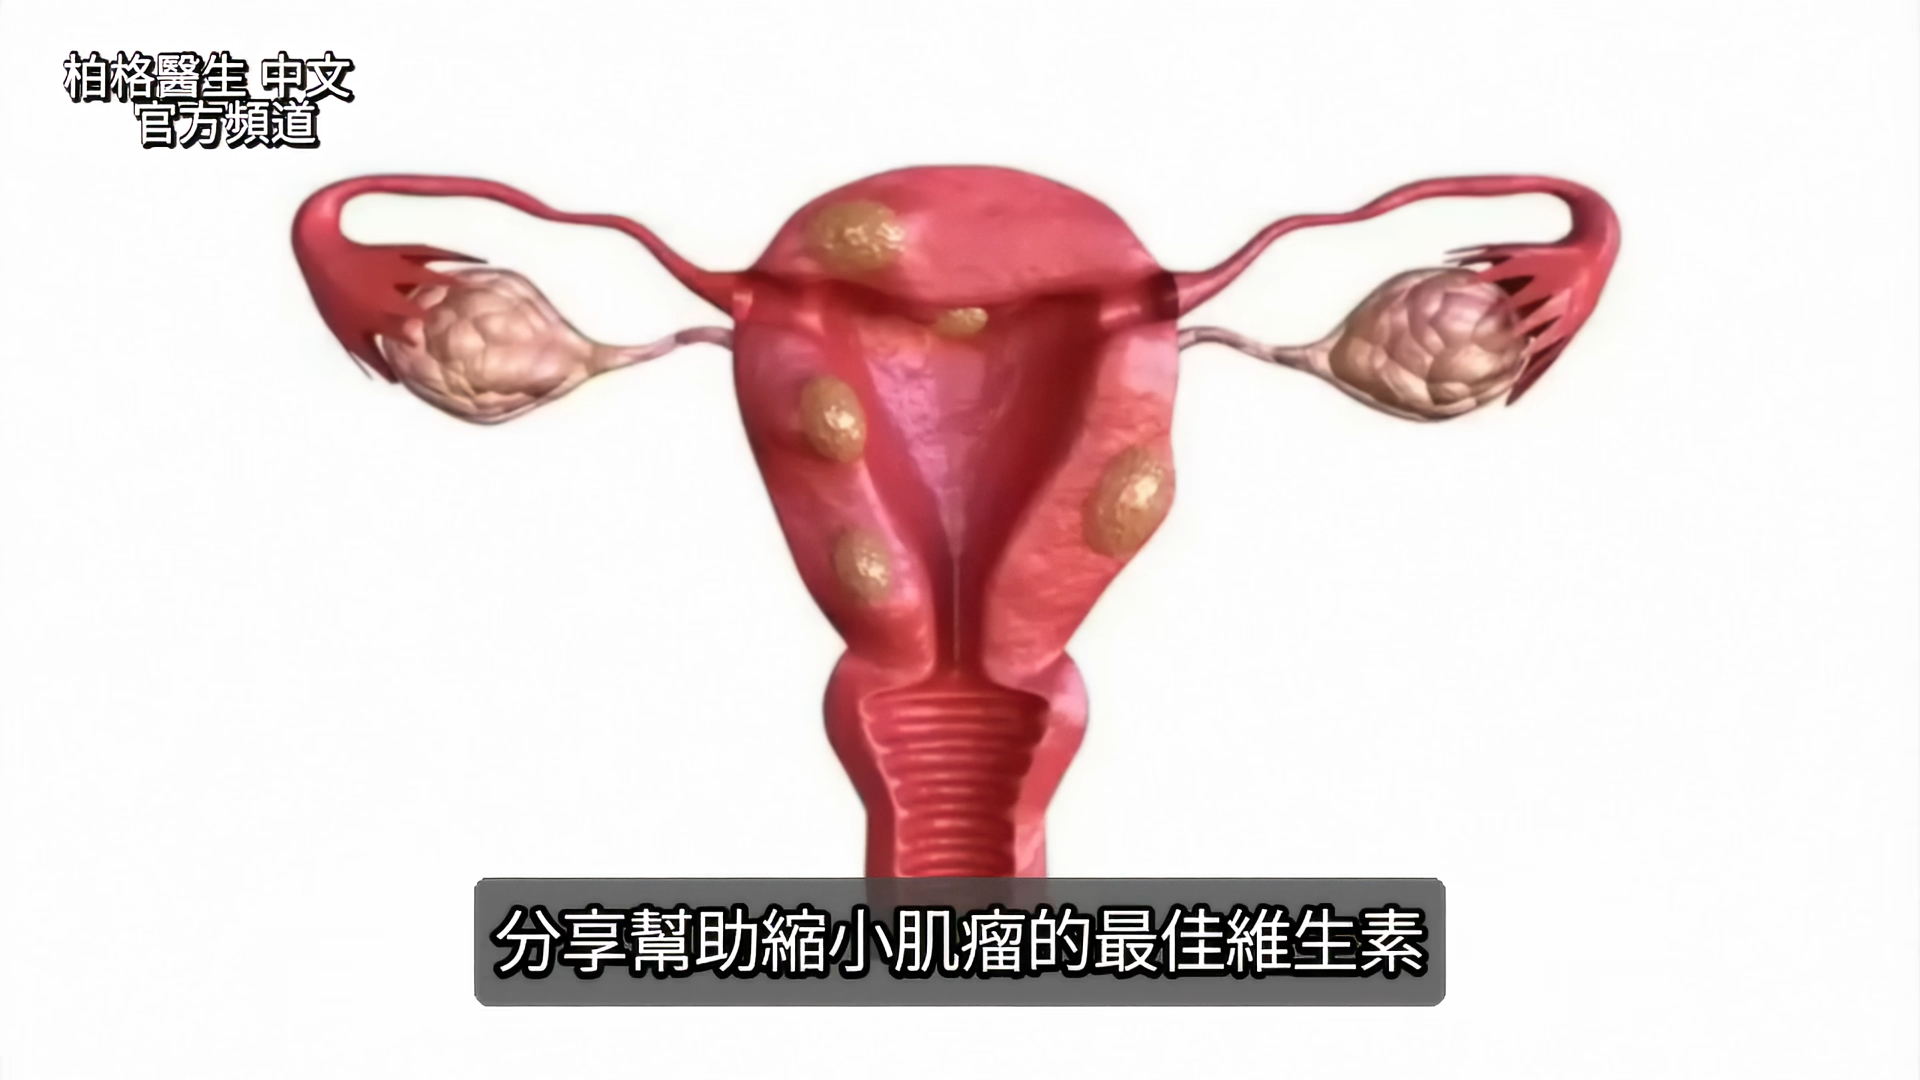 柏格醫生 中文
官方頻道
分享幫助縮小肌瘤的最佳維生素